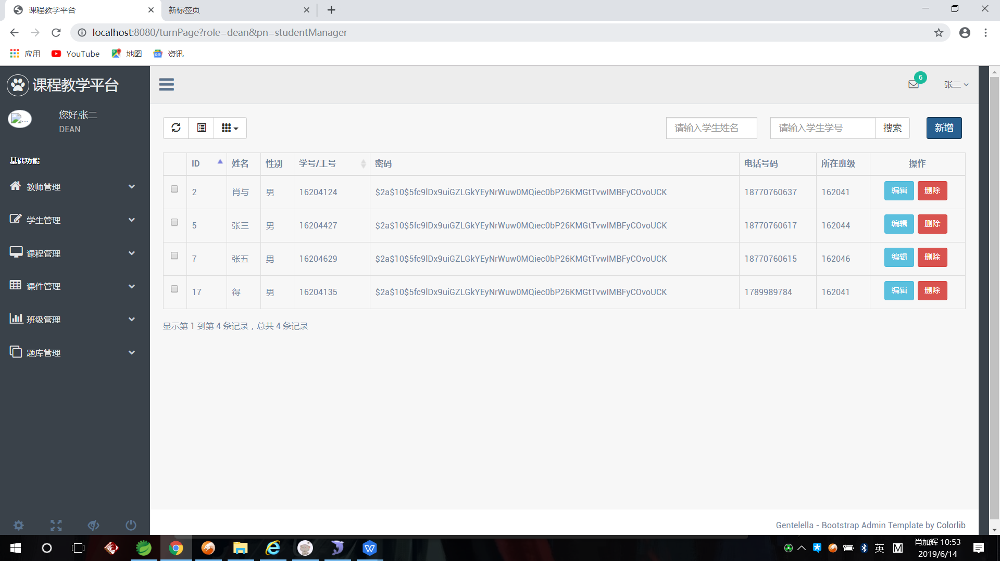 课程教学平台
新标签页
localhost:8080/turnPage?role=dean&pn=studentManager
应用 YouTube 地图 资讯
课程教学平台
6
张二
您好,张二
DEAN
请输入学生姓名 请输入学生学号 搜索 新增
基础功能
教师管理
学生管理
课程管理
课件管理
班级管理
题库管理
ID 姓名 性别 学号/工号 密码 电话号码 所在班级 操作
2 肖与 男 16204124 $2a$10$5fc9lDx9uiGZLGkYEyNrWuw0MQiec0bP26KMGtTvwIMBFyCOvoUCK 18770760637 162041 编辑 删除
5 张三 男 16204427 $2a$10$5fc9lDx9uiGZLGkYEyNrWuw0MQiec0bP26KMGtTvwIMBFyCOvoUCK 18770760617 162044 编辑 删除
7 张五 男 16204629 $2a$10$5fc9lDx9uiGZLGkYEyNrWuw0MQiec0bP26KMGtTvwIMBFyCOvoUCK 18770760615 162046 编辑 删除
17 得 男 16204135 $2a$10$5fc9lDx9uiGZLGkYEyNrWuw0MQiec0bP26KMGtTvwIMBFyCOvoUCK 1789989784 162041 编辑 删除
显示第 1 到第 4 条记录，总共 4 条记录
Gentelella - Bootstrap Admin Template by Colorlib
英 M
肖加辉 10:53
2019/6/14